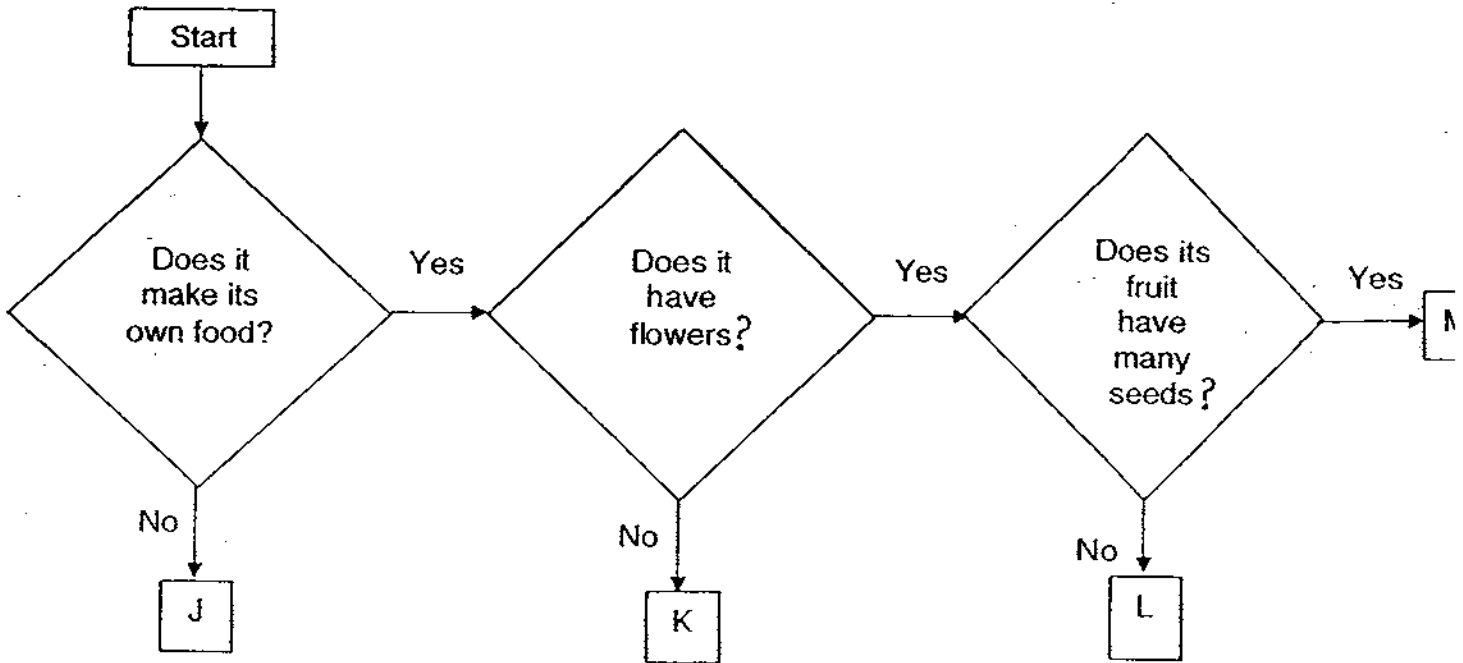 Start
Does it
make its
own food?
Yes
Does it
have
flowers?
Yes
Does its
fruit
have
many
seeds?
Yes
No
J
No
K
No
L